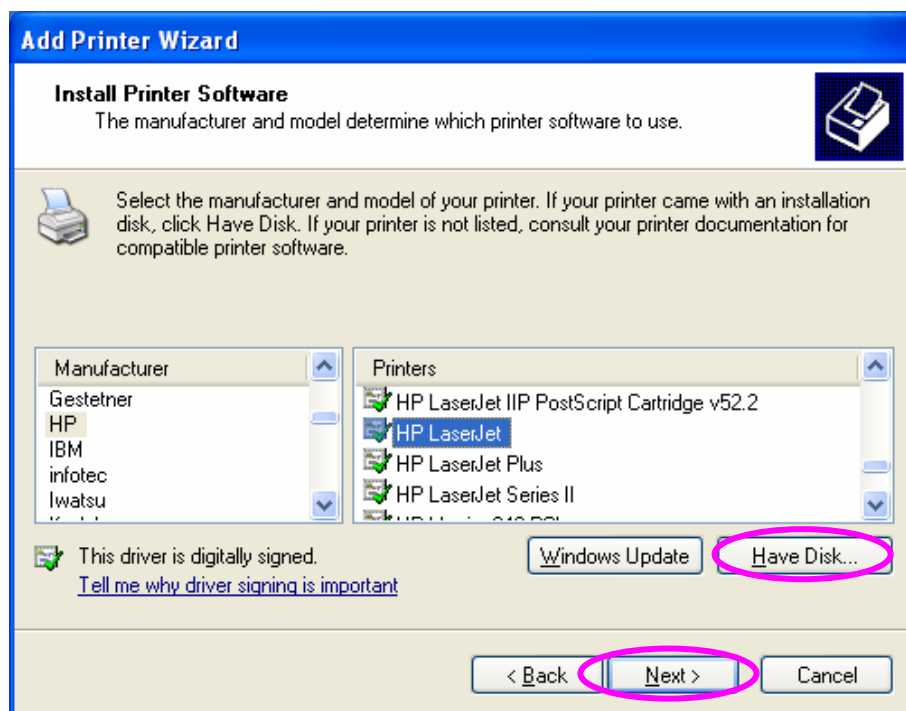 Add Printer Wizard
Install Printer Software
The manufacturer and model determine which printer software to use.
Select the manufacturer and model of your printer. If your printer came with an installation
disk, click Have Disk. If your printer is not listed, consult your printer documentation for
compatible printer software.
Manufacturer
Gestetner
HP
IBM
infotec
Iwatsu
Printers
HP LaserJet IIP PostScript Cartridge v52.2
HP LaserJet
HP LaserJet Plus
HP LaserJet Series II
This driver is digitally signed.
Tell me why driver signing is important
Windows Update
Have Disk...
< Back
Next >
Cancel